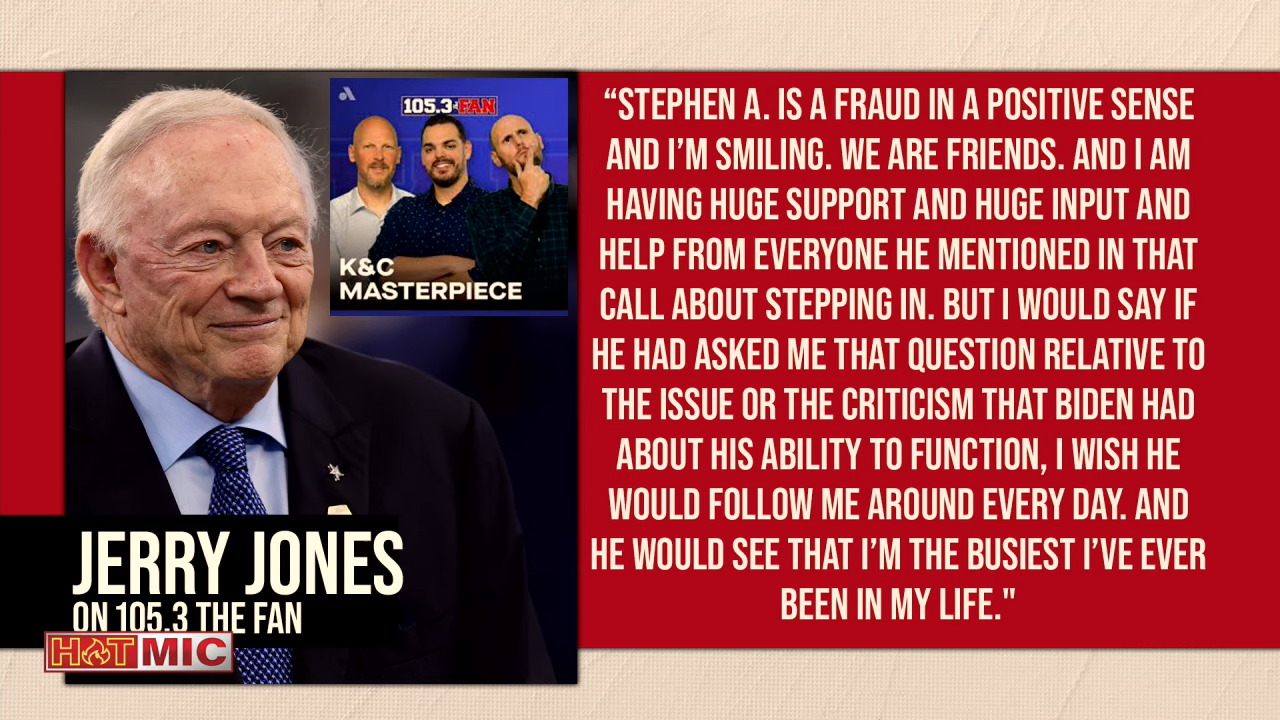 105.3 THE FAN
K&C
MASTERPIECE
“STEPHEN A. IS A FRAUD IN A POSITIVE SENSE
AND I’M SMILING. WE ARE FRIENDS. AND I AM
HAVING HUGE SUPPORT AND HUGE INPUT AND
HELP FROM EVERYONE HE MENTIONED IN THAT
CALL ABOUT STEPPING IN. BUT I WOULD SAY IF
HE HAD ASKED ME THAT QUESTION RELATIVE TO
THE ISSUE OR THE CRITICISM THAT BIDEN HAD
ABOUT HIS ABILITY TO FUNCTION, I WISH HE
WOULD FOLLOW ME AROUND EVERY DAY. AND
HE WOULD SEE THAT I’M THE BUSIEST I’VE EVER
BEEN IN MY LIFE."
JERRY JONES
ON 105.3 THE FAN
HOT MIC